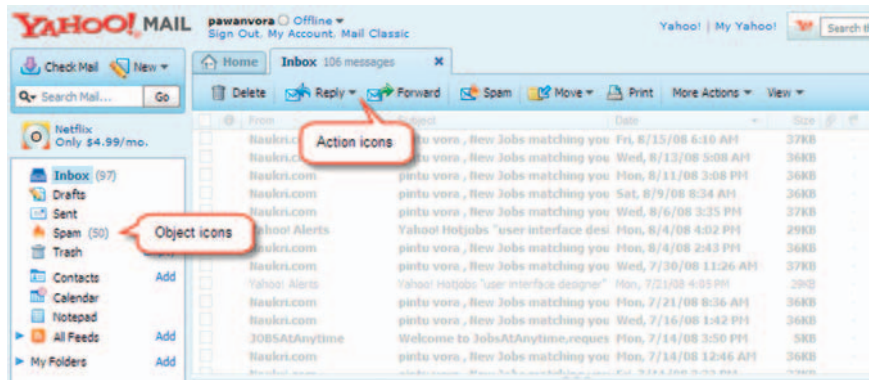 YAHOO! MAIL
pawanvora Offline
Sign Out, My Account, Mail Classic
Yahoo! | My Yahoo!
Search th
Check Mail New
Home Inbox 106 messages
Search Mail... Go
Delete Reply Forward Spam Move Print More Actions View
Netflix
Only $4.99/mo.
From Subject Date Size
Action icons
Naukri.com pintu vora , New Jobs matching you Fri, 8/15/08 6:10 AM 37KB
Naukri.com pintu vora , New Jobs matching you Wed, 8/13/08 5:08 AM 36KB
Naukri.com pintu vora , New Jobs matching you Mon, 8/11/08 3:08 PM 36KB
Naukri.com pintu vora , New Jobs matching you Sat, 8/9/08 8:34 AM 36KB
Naukri.com pintu vora , New Jobs matching you Wed, 8/6/08 3:35 PM 37KB
Yahoo! Alerts Yahoo! Hotjobs "user interface desi Mon, 8/4/08 4:02 PM 29KB
Naukri.com pintu vora , New Jobs matching you Mon, 8/4/08 2:43 PM 36KB
Naukri.com pintu vora , New Jobs matching you Wed, 7/30/08 11:26 AM 37KB
Yahoo! Alerts Yahoo! Hotjobs "user interface designer" Mon, 7/21/08 4:05 PM 29KB
Naukri.com pintu vora , New Jobs matching you Mon, 7/21/08 8:36 AM 36KB
Naukri.com pintu vora , New Jobs matching you Wed, 7/16/08 1:42 PM 36KB
JOBSAtAnytime Welcome to JobsAtAnytime.reques Mon, 7/14/08 3:50 PM 5KB
Naukri.com pintu vora , New Jobs matching you Mon, 7/14/08 12:46 AM 36KB
Inbox (97)
Drafts
Sent
Spam (50)
Object icons
Trash
Contacts Add
Calendar
Notepad
All Feeds Add
My Folders Add